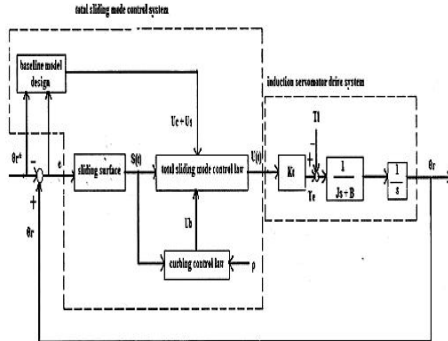 total sliding mode control system
baseline model
design
induction servomotor drive system
Uc+Us
Tl
θr*
−
e
sliding surface
S(t)
total sliding mode control law
U(t)
Kt
+
−
Te
1
Js+B
1
s
θr
+
θr
Ub
curbing control law
ρ